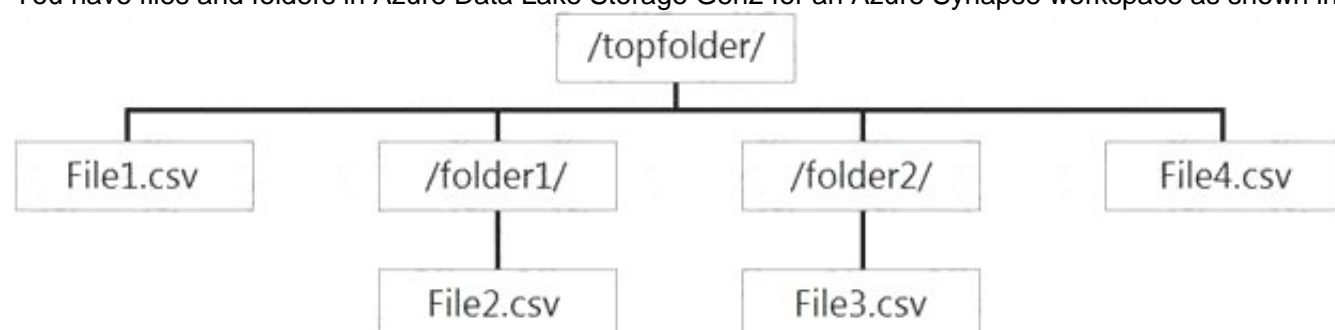 You have files and folders in Azure Data Lake Storage Gen2 for an Azure Synapse workspace as shown in
/topfolder/
File1.csv /folder1/ /folder2/ File4.csv
File2.csv File3.csv